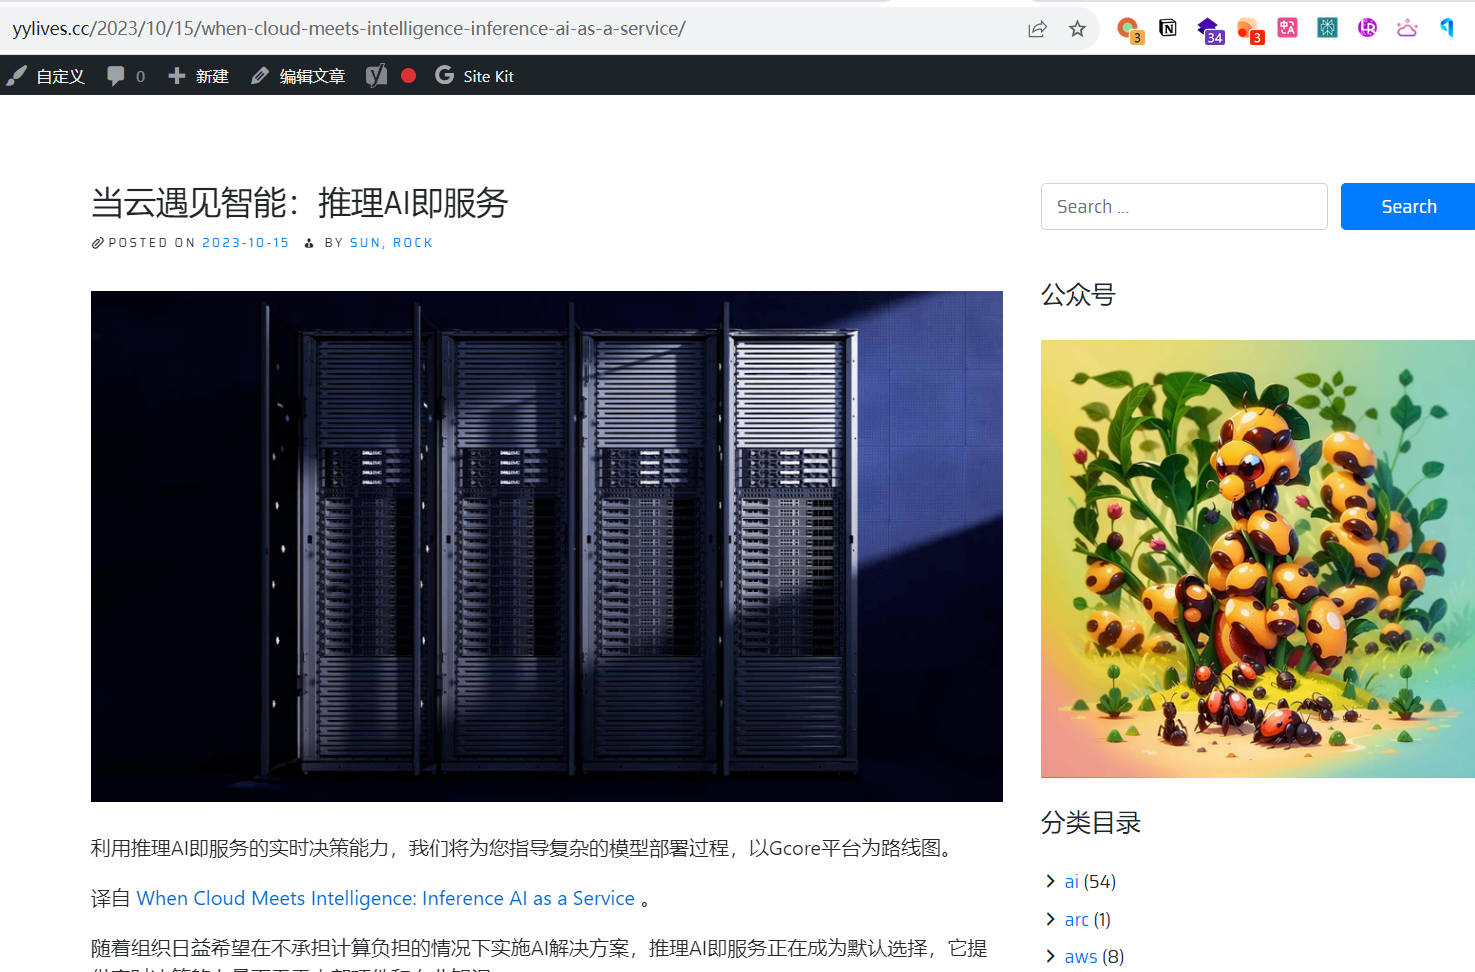 yylives.cc/2023/10/15/when-cloud-meets-intelligence-inference-ai-as-a-service/
3
34
3
自定义 0 新建 编辑文章 Site Kit
当云遇见智能：推理AI即服务
POSTED ON 2023-10-15 BY SUN, ROCK
Search ...
Search
公众号
利用推理AI即服务的实时决策能力，我们将为您指导复杂的模型部署过程，以Gcore平台为路线图。
译自 When Cloud Meets Intelligence: Inference AI as a Service 。
随着组织日益希望在不承担计算负担的情况下实施AI解决方案，推理AI即服务正在成为默认选择，它提
分类目录
ai (54)
arc (1)
aws (8)